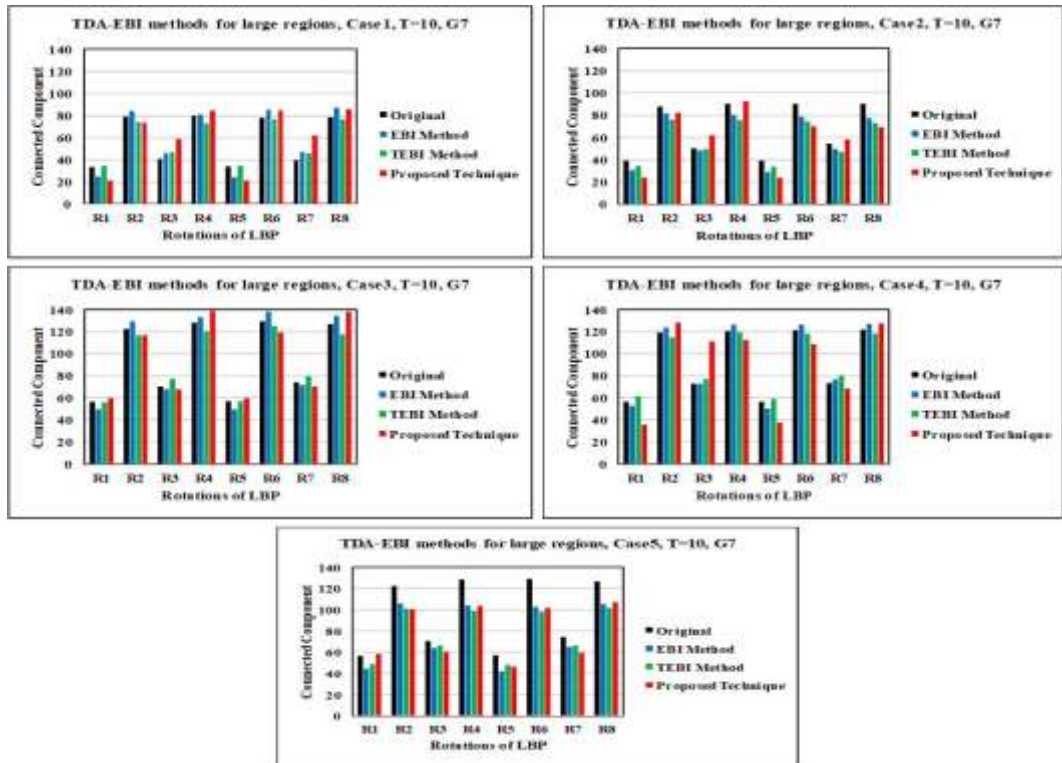 TDA-EBI methods for large regions, Case1, T=10, G7
140
120
100
80
60
40
20
0
Connected Component
R1 R2 R3 R4 R5 R6 R7 R8
Rotations of LBP
Original
EBI Method
TEBI Method
Proposed Technique
TDA-EBI methods for large regions, Case2, T=10, G7
140
120
100
80
60
40
20
0
Connected Component
R1 R2 R3 R4 R5 R6 R7 R8
Rotations of LBP
Original
EBI Method
TEBI Method
Proposed Technique
TDA-EBI methods for large regions, Case3, T=10, G7
140
120
100
80
60
40
20
0
Connected Component
R1 R2 R3 R4 R5 R6 R7 R8
Rotations of LBP
Original
EBI Method
TEBI Method
Proposed Technique
TDA-EBI methods for large regions, Case4, T=10, G7
140
120
100
80
60
40
20
0
Connected Component
R1 R2 R3 R4 R5 R6 R7 R8
Rotations of LBP
Original
EBI Method
TEBI Method
Proposed Technique
TDA-EBI methods for large regions, Case5, T=10, G7
140
120
100
80
60
40
20
0
Connected Component
R1 R2 R3 R4 R5 R6 R7 R8
Rotations of LBP
Original
EBI Method
TEBI Method
Proposed Technique